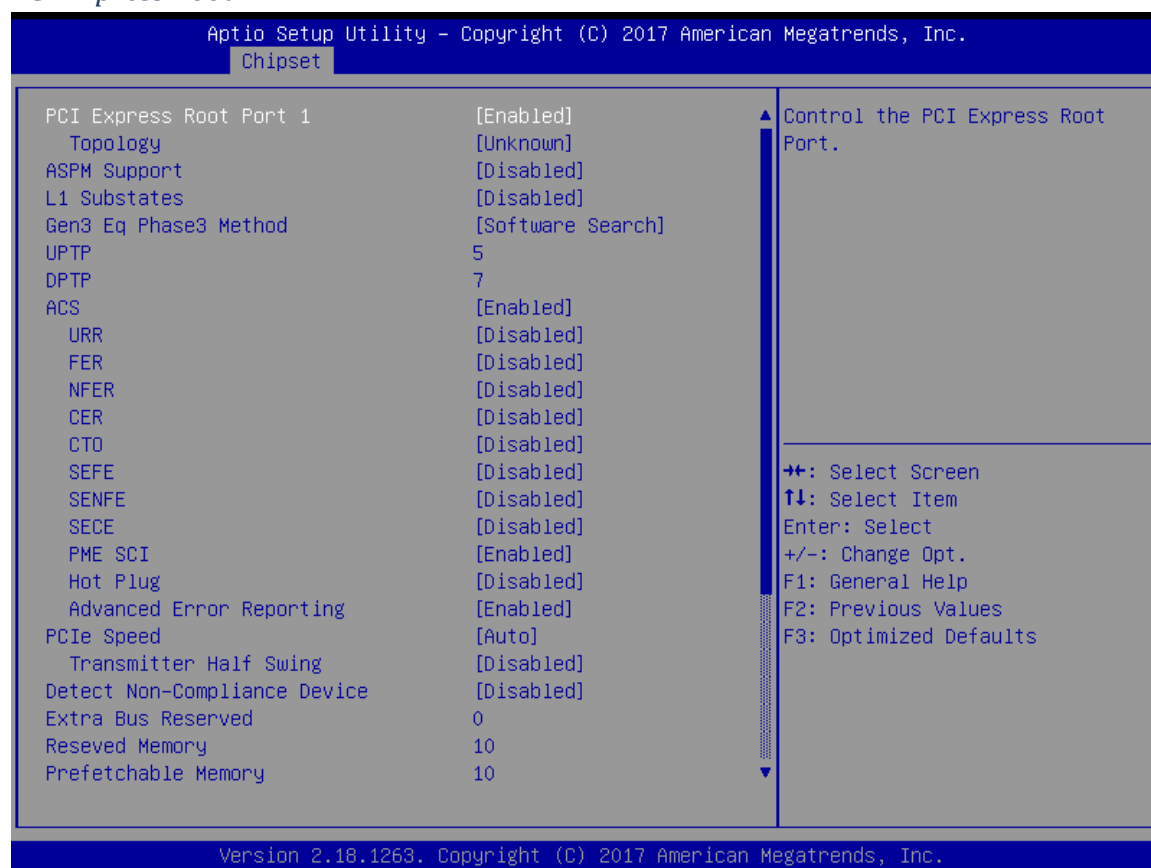 Aptio Setup Utility – Copyright (C) 2017 American Megatrends, Inc.
Chipset
PCI Express Root Port 1 [Enabled]
Topology [Unknown]
ASPM Support [Disabled]
L1 Substates [Disabled]
Gen3 Eq Phase3 Method [Software Search]
UPTP 5
DPTP 7
ACS [Enabled]
URR [Disabled]
FER [Disabled]
NFER [Disabled]
CER [Disabled]
CTO [Disabled]
SEFE [Disabled]
SENFE [Disabled]
SECE [Disabled]
PME SCI [Enabled]
Hot Plug [Disabled]
Advanced Error Reporting [Enabled]
PCIe Speed [Auto]
Transmitter Half Swing [Disabled]
Detect Non-Compliance Device [Disabled]
Extra Bus Reserved 0
Reseved Memory 10
Prefetchable Memory 10
Control the PCI Express Root
Port.
→←: Select Screen
↑↓: Select Item
Enter: Select
+/-: Change Opt.
F1: General Help
F2: Previous Values
F3: Optimized Defaults
Version 2.18.1263. Copyright (C) 2017 American Megatrends, Inc.